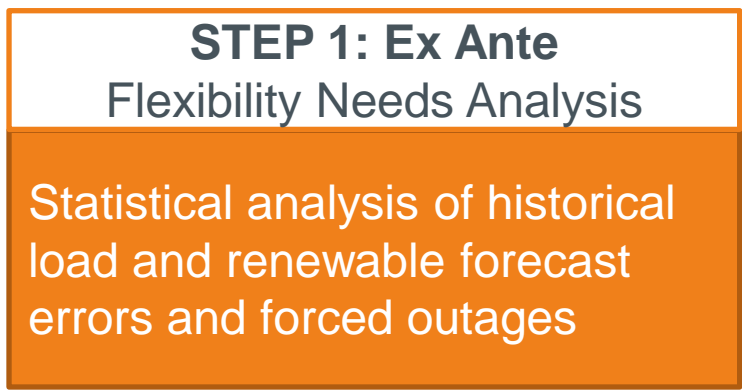 STEP 1: Ex Ante
Flexibility Needs Analysis
Statistical analysis of historical
load and renewable forecast
errors and forced outages